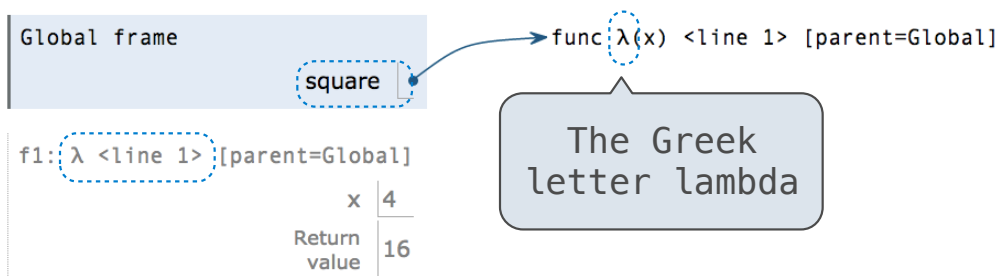 Global frame
func λ(x) <line 1> [parent=Global]
square
The Greek
letter lambda
f1: λ <line 1> [parent=Global]
x 4
Return
value 16